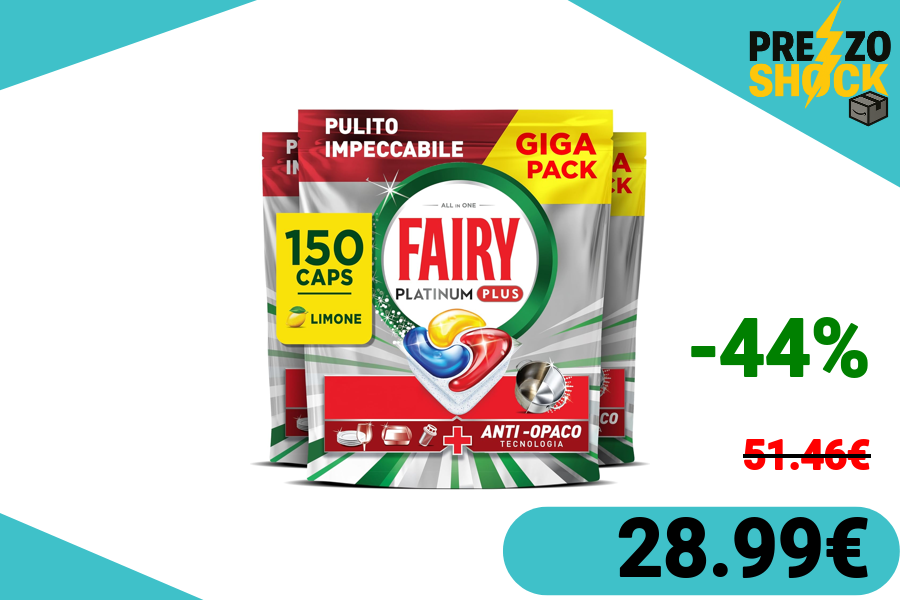 PREZZO
SHOCK
PULITO
IMPECCABILE
GIGA
PACK
150
CAPS
LIMONE
ALL IN ONE
FAIRY
PLATINUM PLUS
ANTI-OPACO
TECNOLOGIA
-44%
51.46€
28.99€